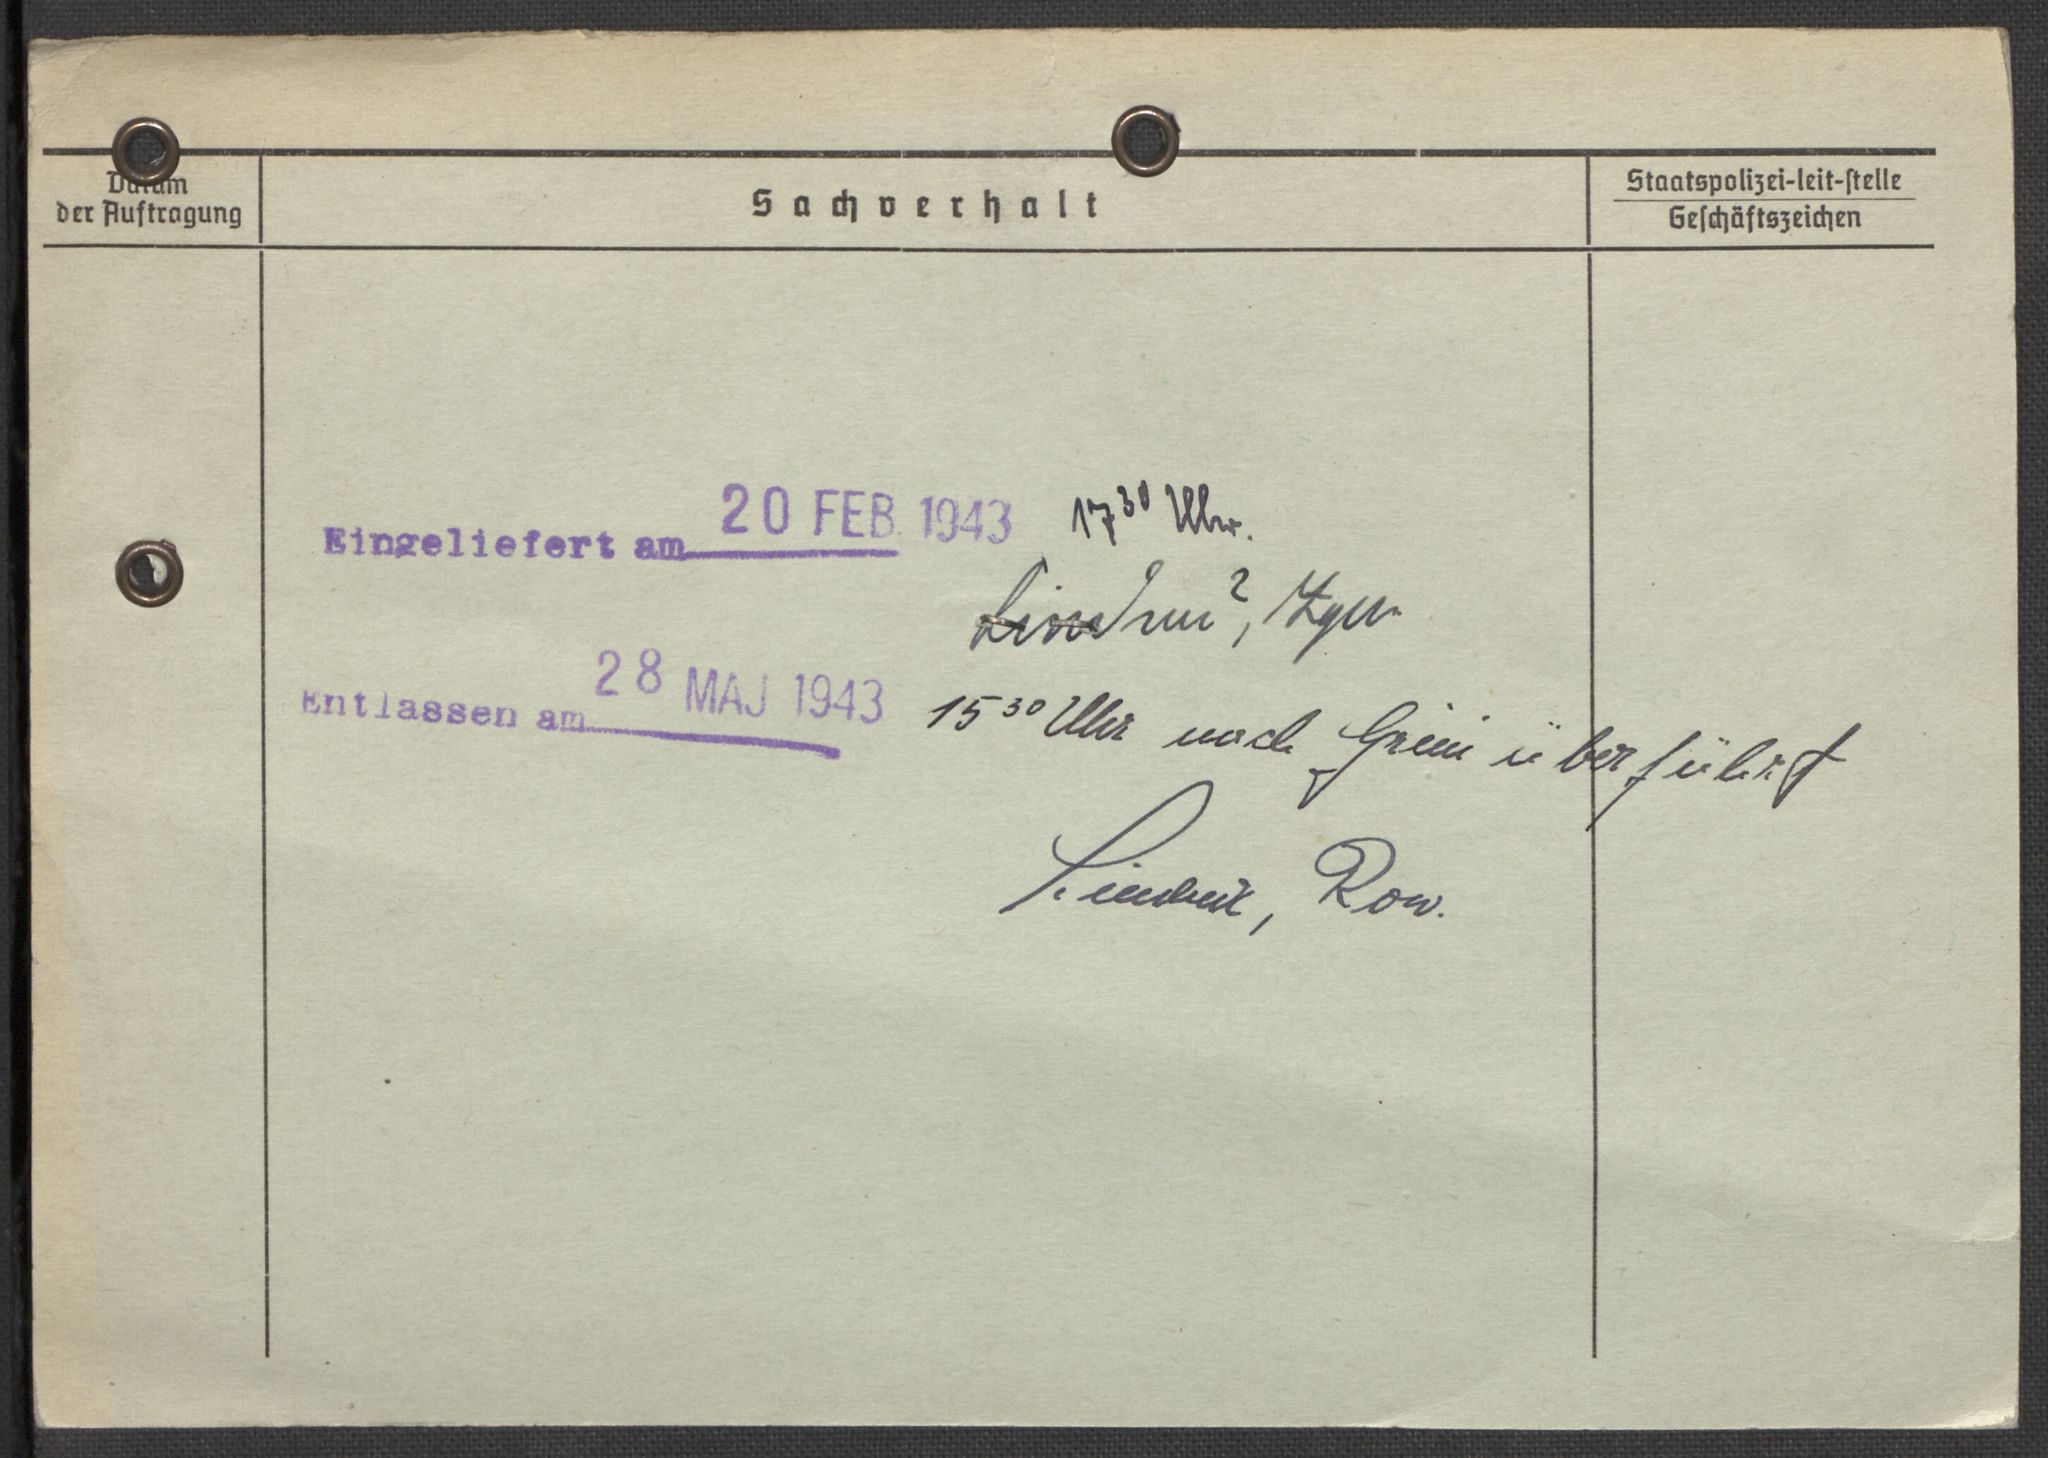 Datum
der Auftragung
Sachverhalt
Staatspolizei-leit-stelle
Geschäftszeichen
Eingeliefert am 20 FEB. 1943 17³⁰ Uhr.
Entlassen am 28 MAJ 1943 15³⁰ Uhr nach Grini überführt